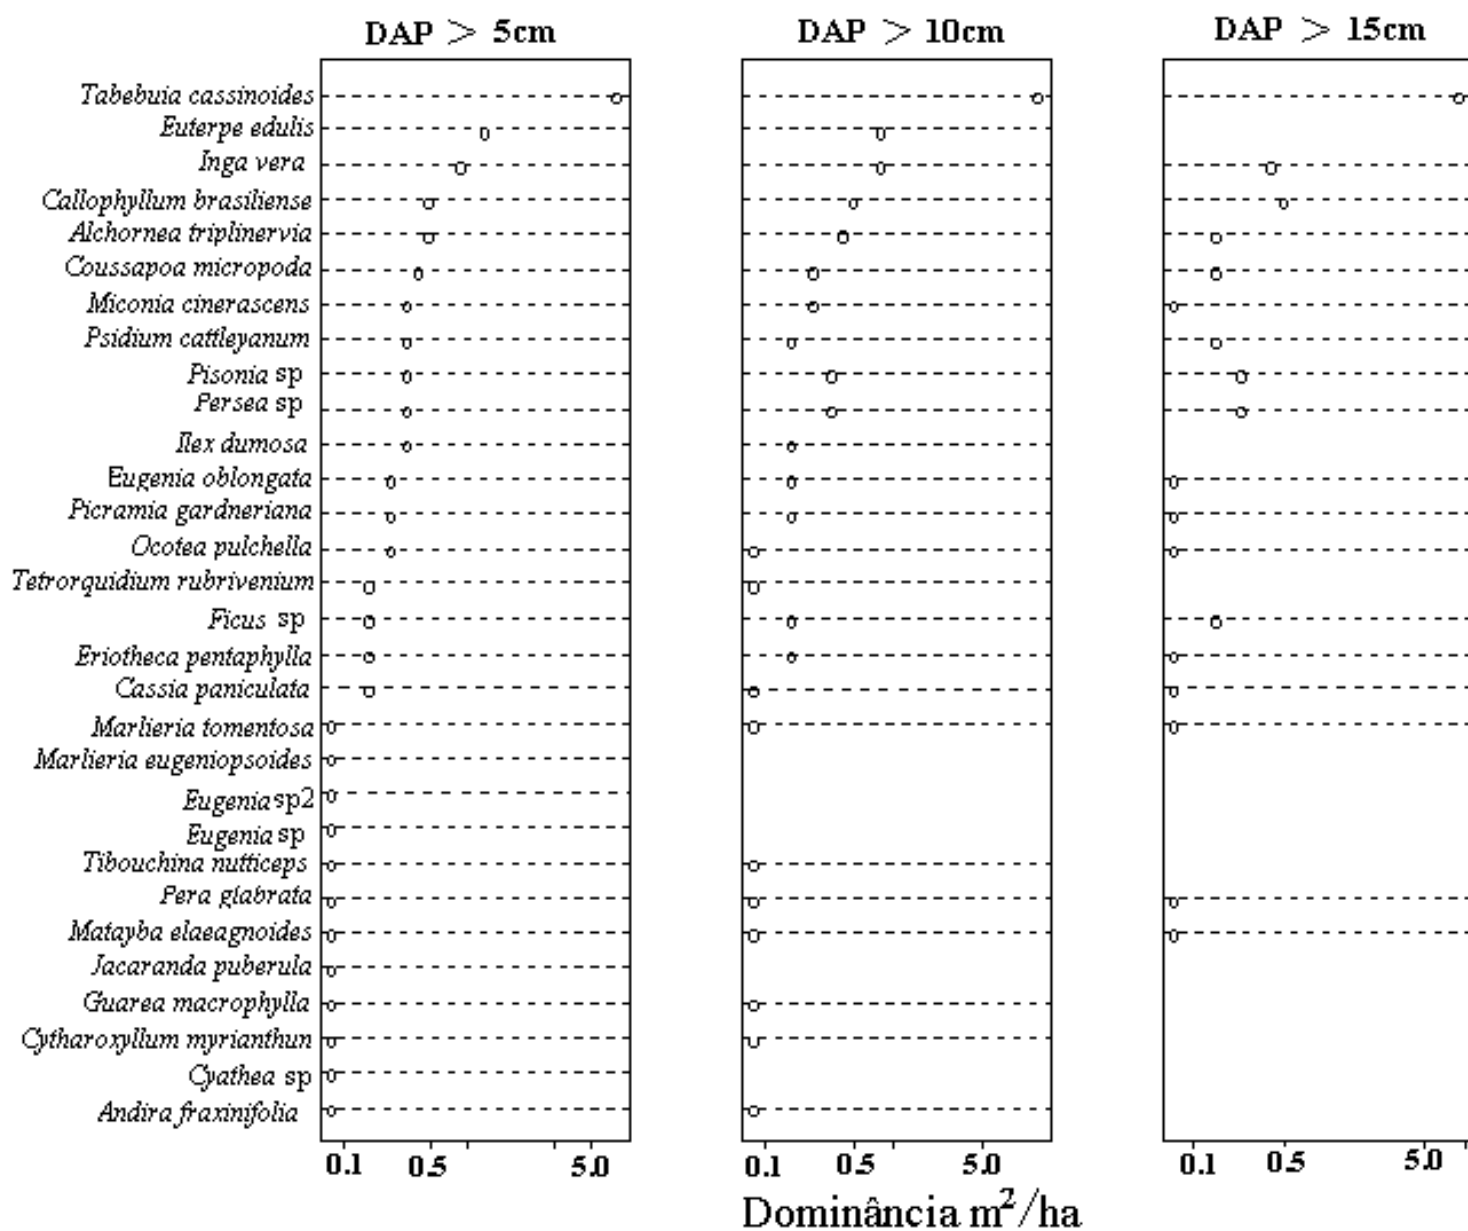 DAP > 5cm
DAP > 10cm
DAP > 15cm
Tabebuia cassinoides
Euterpe edulis
Inga vera
Callophyllum brasiliense
Alchornea triplinervia
Coussapoa micropoda
Miconia cinerascens
Psidium cattleyanum
Pisonia sp
Persea sp
Ilex dumosa
Eugenia oblongata
Picramia gardneriana
Ocotea pulchella
Tetrorquidium rubrivenium
Ficus sp
Eriotheca pentaphylla
Cassia paniculata
Marlieria tomentosa
Marlieria eugeniopsoides
Eugenia sp2
Eugenia sp
Tibouchina nutticeps
Pera glabrata
Matayba elaeagnoides
Jacaranda puberula
Guarea macrophylla
Cytharoxyllum myrianthun
Cyathea sp
Andira fraxinifolia
0.1 0.5 5.0
0.1 0.5 5.0
0.1 0.5 5.0
Dominância m²/ha